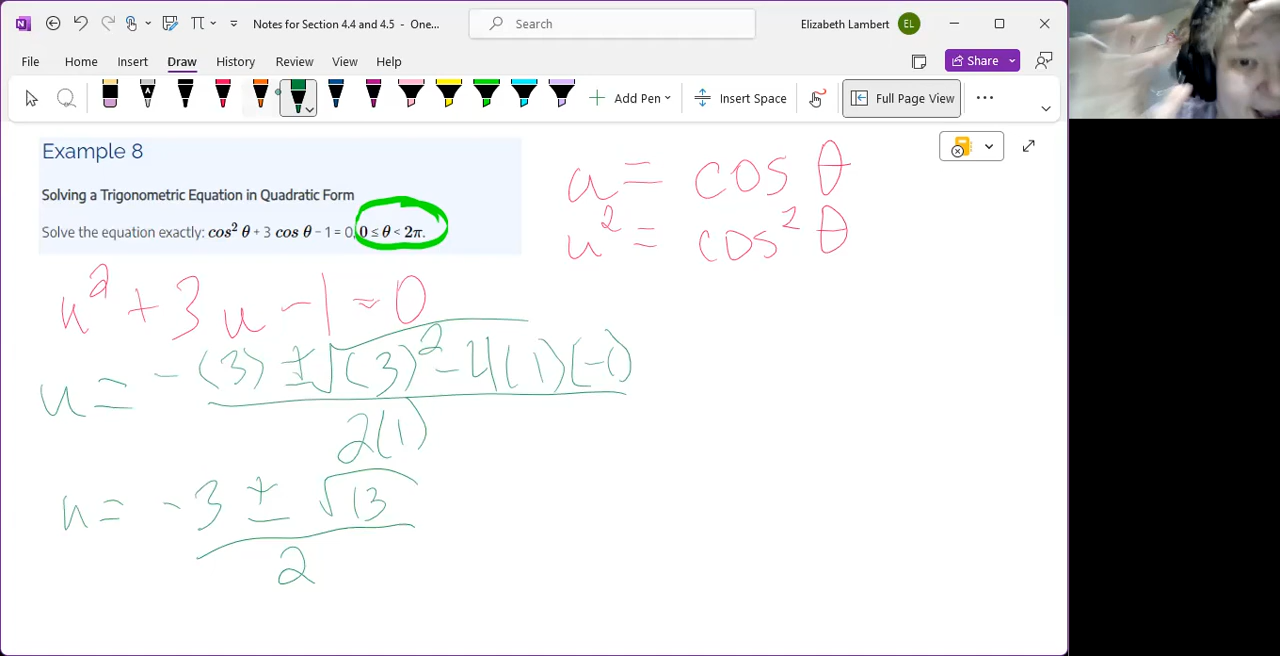 Notes for Section 4.4 and 4.5 - One...
Search
Elizabeth Lambert
EL
File Home Insert Draw History Review View Help
Share
A
Add Pen
Insert Space
Full Page View
Example 8
Solving a Trigonometric Equation in Quadratic Form
Solve the equation exactly: cos² θ + 3 cos θ − 1 = 0, 0 ≤ θ < 2π.
u = cos θ
u² = cos² θ
u² + 3u − 1 = 0
u = −(3) ± √(3)² − 4(1)(−1)
2(1)
u = −3 ± √13
2